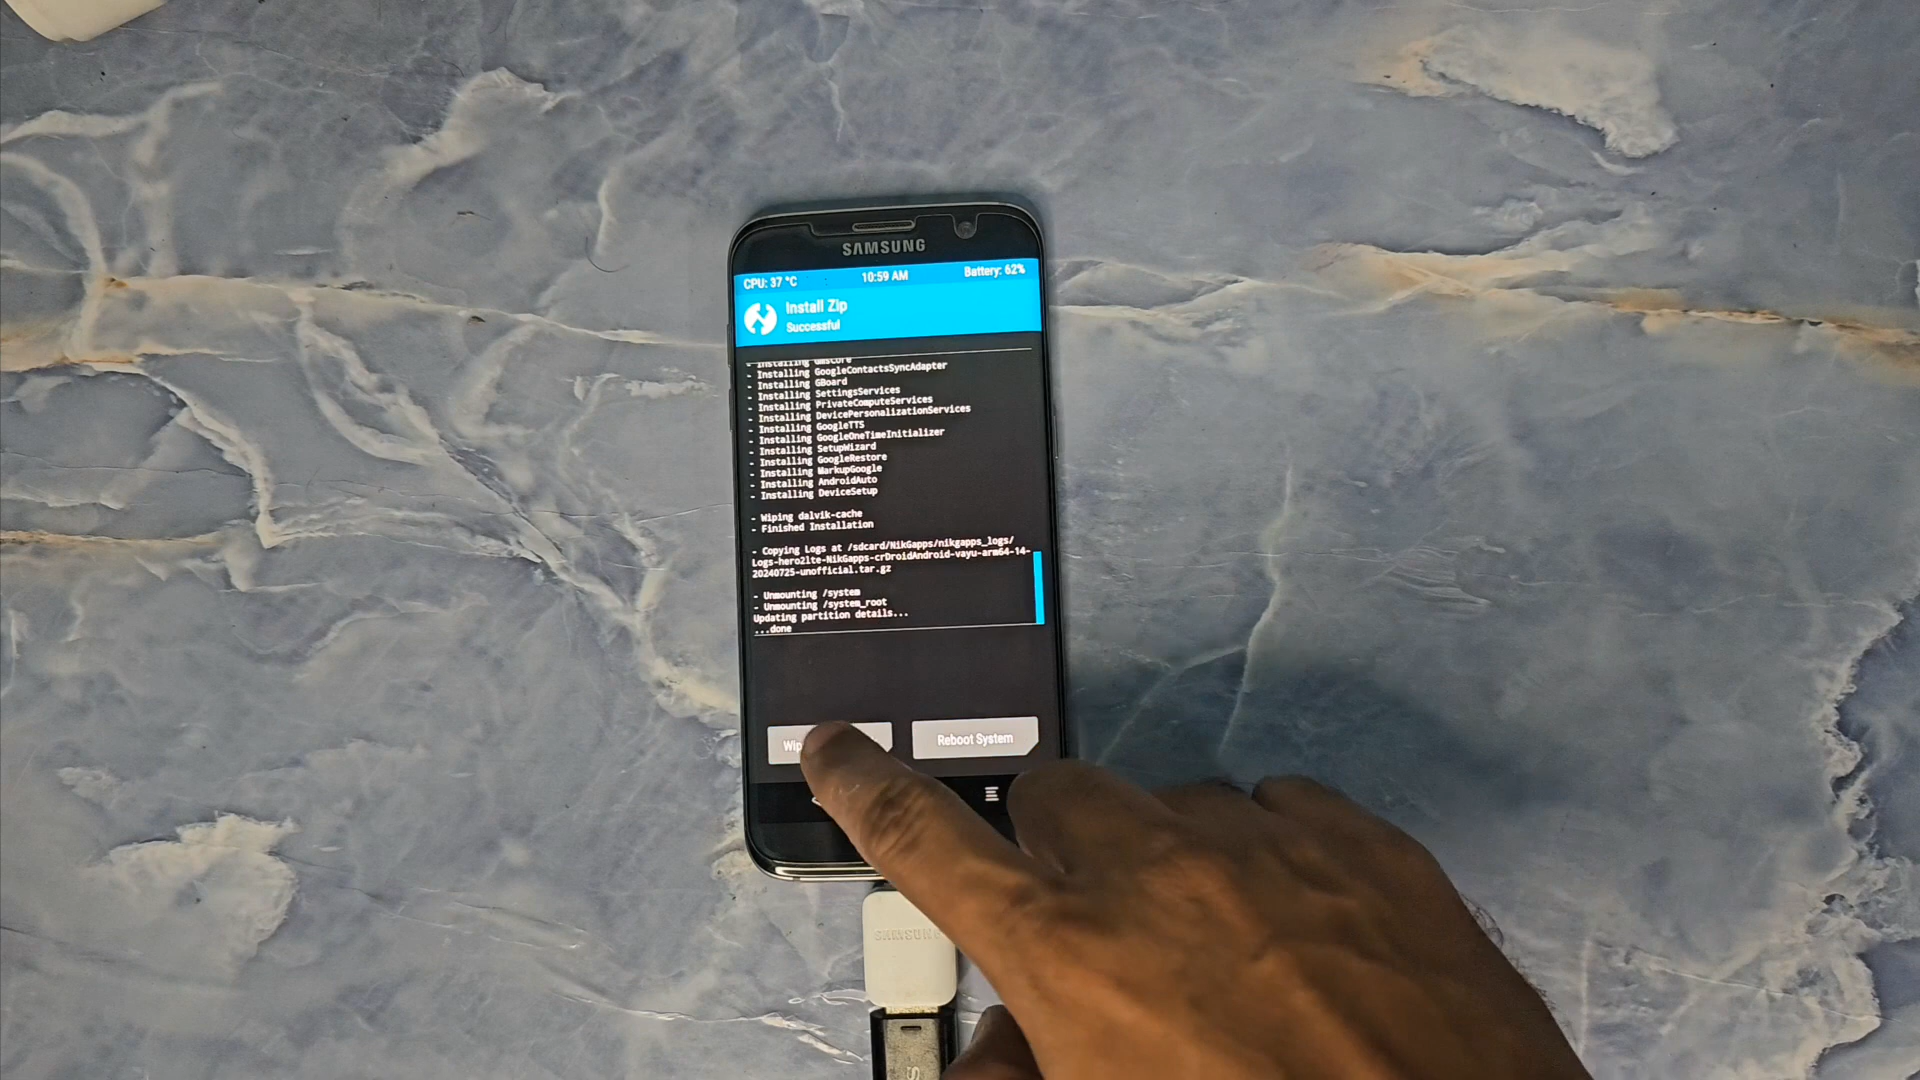 SAMSUNG
CPU: 37 °C 10:59 AM Battery: 62%
Install Zip
Successful
- Installing GmsCore
- Installing GoogleContactsSyncAdapter
- Installing GBoard
- Installing SettingsServices
- Installing PrivateComputeServices
- Installing DevicePersonalizationServices
- Installing GoogleTTS
- Installing GoogleOneTimeInitializer
- Installing SetupWizard
- Installing GoogleRestore
- Installing MarkupGoogle
- Installing AndroidAuto
- Installing DeviceSetup
- Wiping dalvik-cache
- Finished Installation
- Copying Logs at /sdcard/NikGapps/nikgapps_logs/
Logs-hero2lte-NikGapps-crDroidAndroid-vayu-arm64-14-
20240725-unofficial.tar.gz
- Unmounting /system
- Unmounting /system_root
Updating partition details...
...done
Reboot System
SAMSUNG